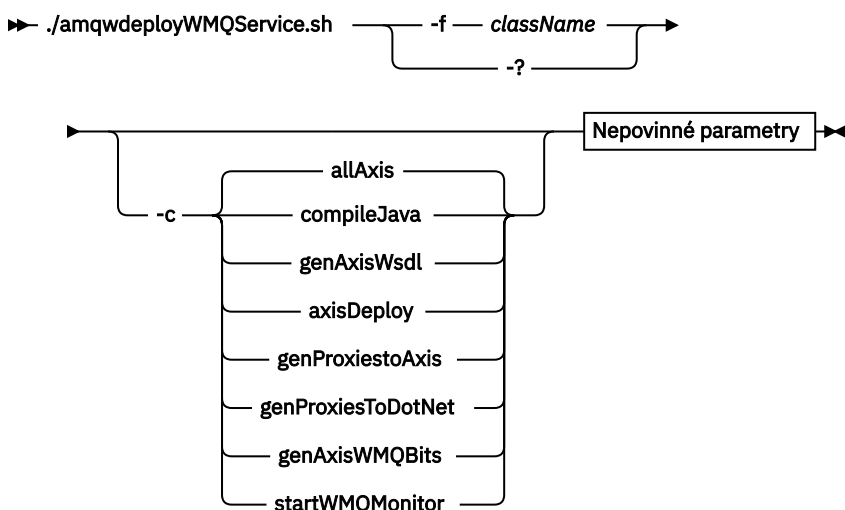 ./amqwdeployWMQService.sh -f className
-?
Nepovinné parametry
allAxis
-c compileJava
genAxisWsdl
axisDeploy
genProxiestoAxis
genProxiesToDotNet
genAxisWMQBits
startWMQMonitor